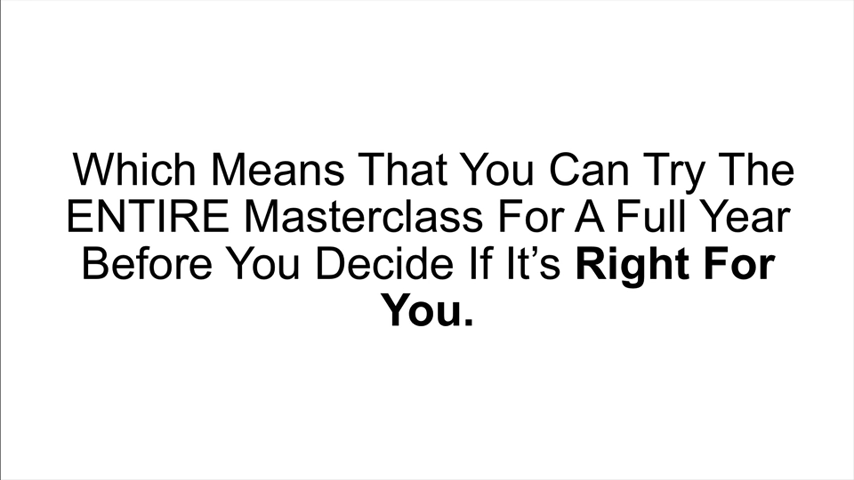 Which Means That You Can Try The
ENTIRE Masterclass For A Full Year
Before You Decide If It’s Right For
You.